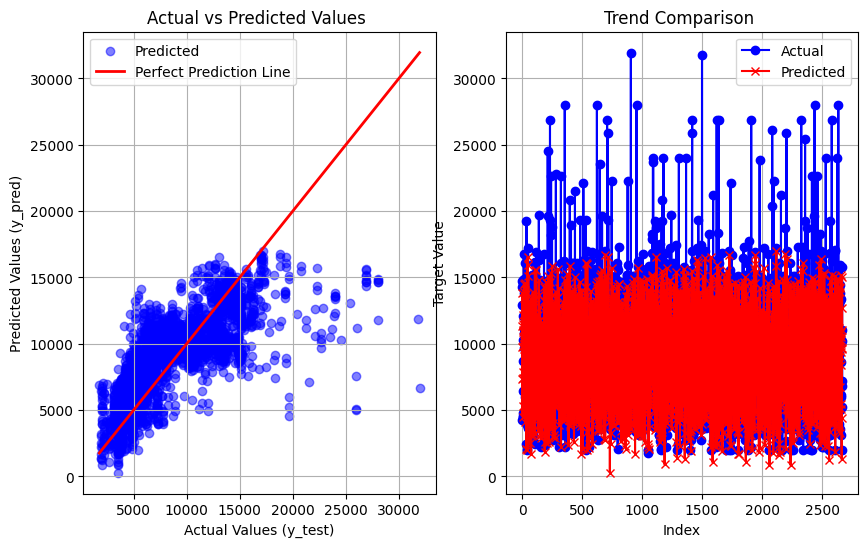 Actual vs Predicted Values
Predicted
Perfect Prediction Line
30000
25000
20000
15000
10000
5000
0
Predicted Values (y_pred)
5000 10000 15000 20000 25000 30000
Actual Values (y_test)
Trend Comparison
Actual
Predicted
30000
25000
20000
15000
10000
5000
0
Target Value
0 500 1000 1500 2000 2500
Index